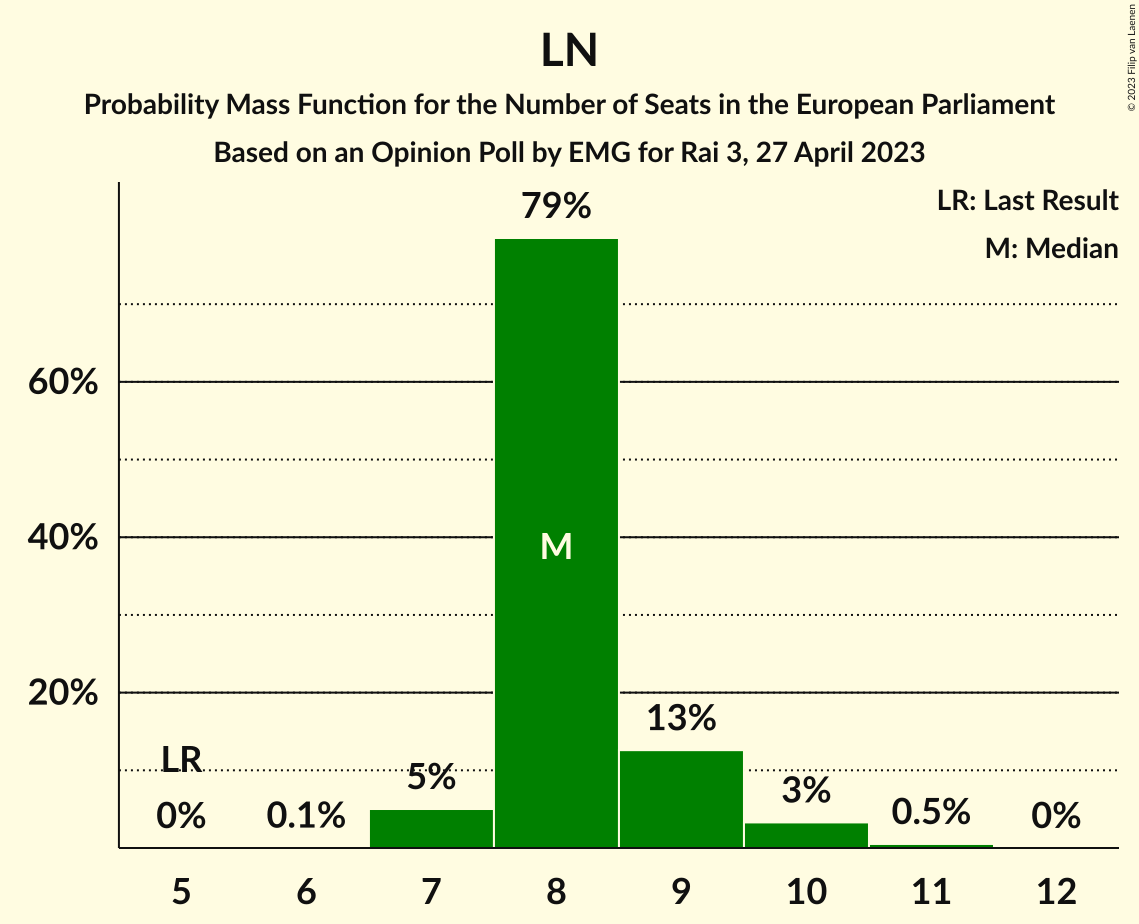 LN
Probability Mass Function for the Number of Seats in the European Parliament
Based on an Opinion Poll by EMG for Rai 3, 27 April 2023
© 2023 Filip van Laenen
LR: Last Result
M: Median
79%
60%
40%
M
20%
13%
LR
5%
3%
0%
0.1%
0.5%
0%
5 6 7 8 9 10 11 12